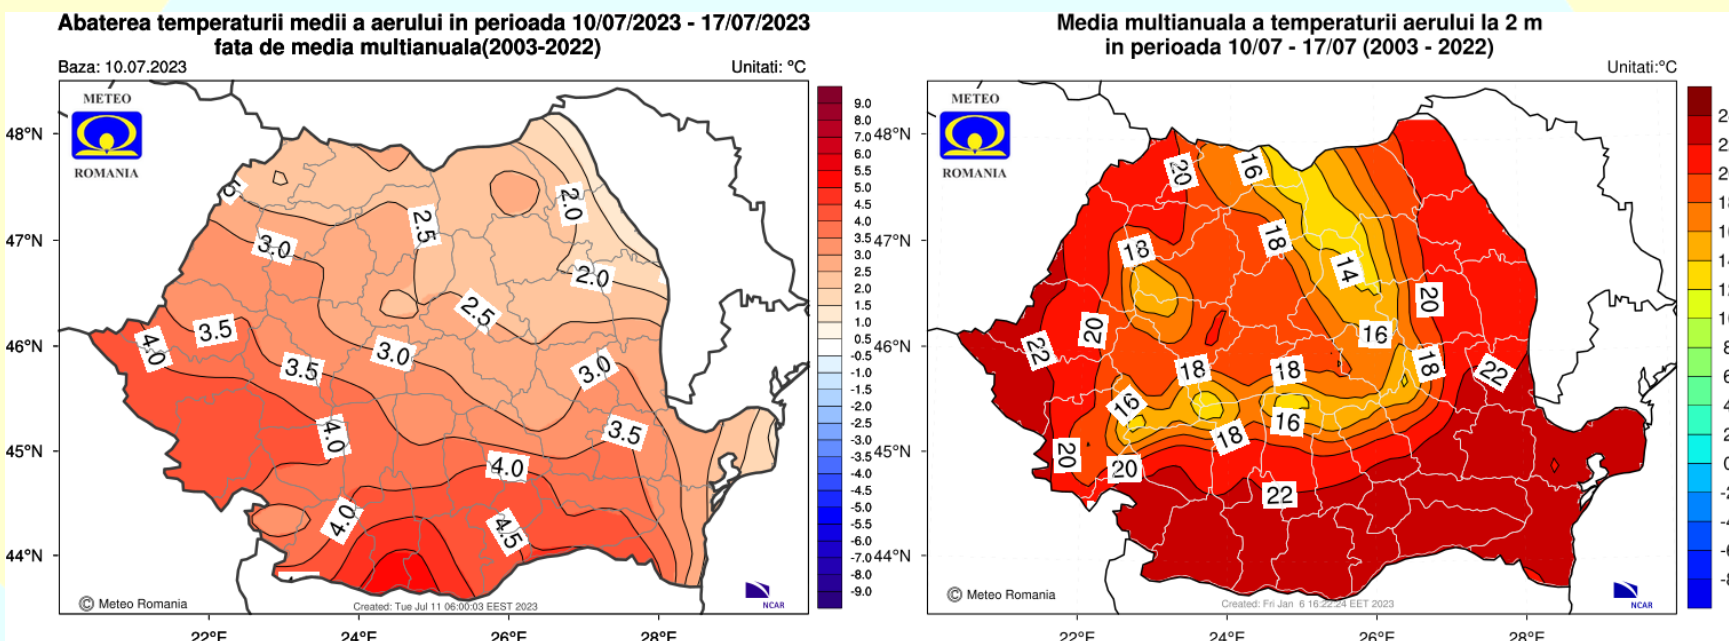 Abaterea temperaturii medii a aerului in perioada 10/07/2023 - 17/07/2023
fata de media multianuala(2003-2022)
Baza: 10.07.2023
Unitati: °C
METEO
ROMANIA
48°N
47°N
46°N
45°N
44°N
22°E
24°E
26°E
28°E
3.0
2.5
2.0
2.0
2.5
3.5
4.0
3.5
3.0
3.0
4.0
3.5
4.0
4.0
4.5
9.0
8.0
7.0
6.0
5.5
5.0
4.5
4.0
3.5
3.0
2.5
2.0
1.5
1.0
0.5
-0.5
-1.0
-1.5
-2.0
-2.5
-3.0
-3.5
-4.0
-4.5
-5.0
-5.5
-6.0
-7.0
-8.0
-9.0
© Meteo Romania
Created: Tue Jul 11 06:00:03 EEST 2023
NCAR
Media multianuala a temperaturii aerului la 2 m
in perioada 10/07 - 17/07 (2003 - 2022)
Unitati:°C
METEO
ROMANIA
48°N
47°N
46°N
45°N
44°N
22°E
24°E
26°E
28°E
20
16
18
18
14
20
22
20
16
18
18
18
22
16
16
18
20
20
22
8
6
4
2
0
-2
-4
-6
-8
© Meteo Romania
Created: Fri Jan 6 16:22:24 EET 2023
NCAR